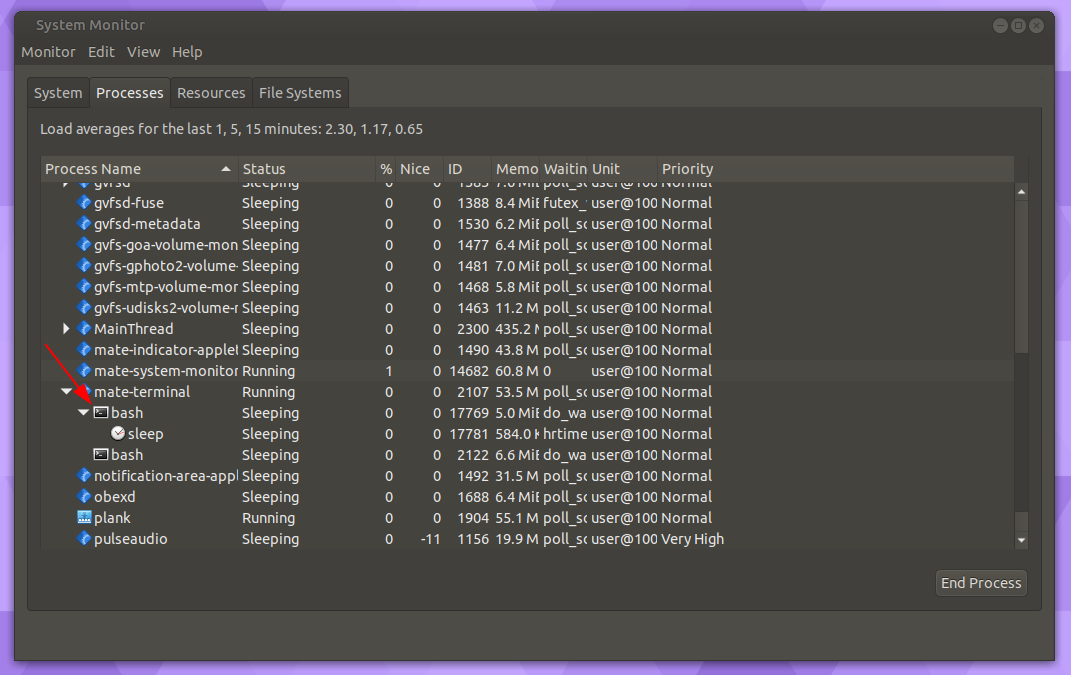 System Monitor
Monitor Edit View Help
System Processes Resources File Systems
Load averages for the last 1, 5, 15 minutes: 2.30, 1.17, 0.65
Process Name Status % Nice ID Memo Waitin Unit Priority
gvfsd Sleeping 0 0 1383 7.6 MiB poll_sc user@100 Normal
gvfsd-fuse Sleeping 0 0 1388 8.4 MiB futex_ user@100 Normal
gvfsd-metadata Sleeping 0 0 1530 6.2 MiB poll_sc user@100 Normal
gvfs-goa-volume-mon Sleeping 0 0 1477 6.4 MiB poll_sc user@100 Normal
gvfs-gphoto2-volume- Sleeping 0 0 1481 7.0 MiB poll_sc user@100 Normal
gvfs-mtp-volume-mor Sleeping 0 0 1468 5.8 MiB poll_sc user@100 Normal
gvfs-udisks2-volume-r Sleeping 0 0 1463 11.2 M poll_sc user@100 Normal
MainThread Sleeping 0 0 2300 435.2 M poll_sc user@100 Normal
mate-indicator-applet Sleeping 0 0 1490 43.8 M poll_sc user@100 Normal
mate-system-monitor Running 1 0 14682 60.8 M 0 user@100 Normal
mate-terminal Running 0 0 2107 53.5 M poll_sc user@100 Normal
bash Sleeping 0 0 17769 5.0 MiB do_wa user@100 Normal
sleep Sleeping 0 0 17781 584.0 K hrtime user@100 Normal
bash Sleeping 0 0 2122 6.6 MiB do_wa user@100 Normal
notification-area-appl Sleeping 0 0 1492 31.5 M poll_sc user@100 Normal
obexd Sleeping 0 0 1688 6.4 MiB poll_sc user@100 Normal
plank Running 0 0 1904 55.1 M poll_sc user@100 Normal
pulseaudio Sleeping 0 -11 1156 19.9 M poll_sc user@100 Very High
End Process